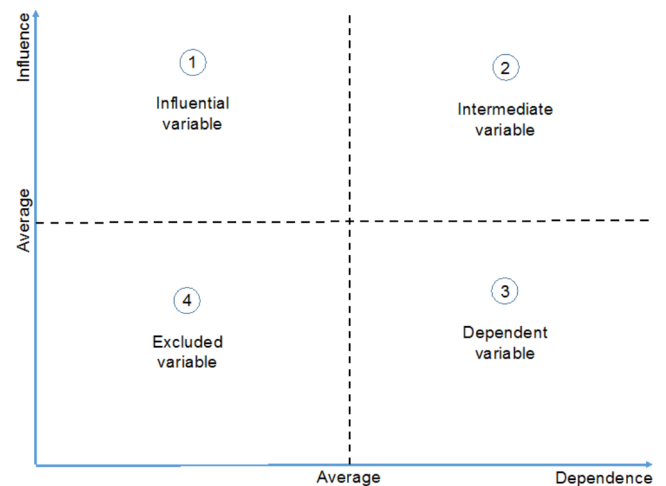 Influence
1
Influential
variable
2
Intermediate
variable
Average
4
Excluded
variable
3
Dependent
variable
Average
Dependence